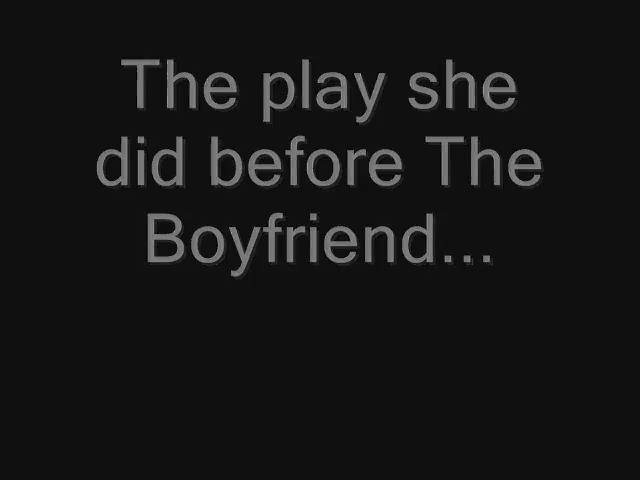 The play she
did before The
Boyfriend...